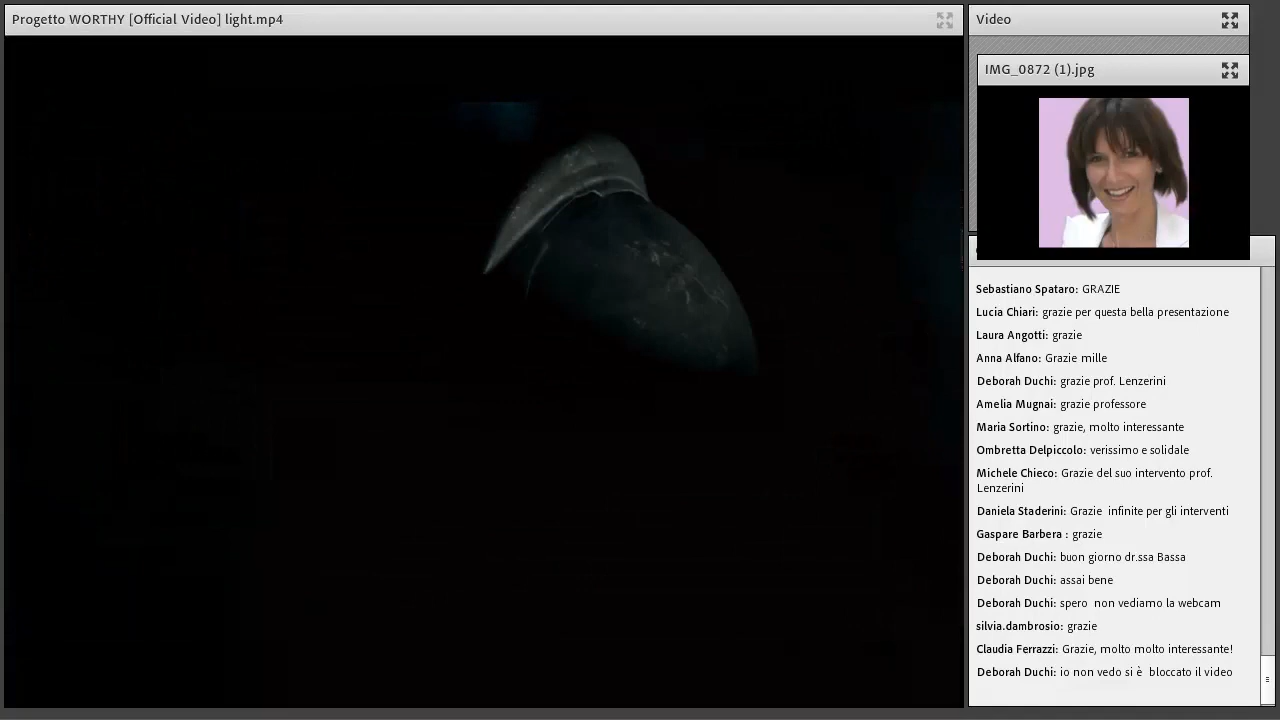 Progetto WORTHY [Official Video] light.mp4
Video
IMG_0872 (1).jpg
Sebastiano Spataro: GRAZIE
Lucia Chiari: grazie per questa bella presentazione
Laura Angotti: grazie
Anna Alfano: Grazie mille
Deborah Duchi: grazie prof. Lenzerini
Amelia Mugnai: grazie professore
Maria Sortino: grazie, molto interessante
Ombretta Delpiccolo: verissimo e solidale
Michele Chieco: Grazie del suo intervento prof.
Lenzerini
Daniela Staderini: Grazie  infinite per gli interventi
Gaspare Barbera : grazie
Deborah Duchi: buon giorno dr.ssa Bassa
Deborah Duchi: assai bene
Deborah Duchi: spero  non vediamo la webcam
silvia.dambrosio: grazie
Claudia Ferrazzi: Grazie, molto molto interessante!
Deborah Duchi: io non vedo si è  bloccato il video